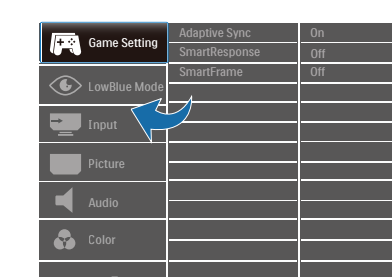 Game Setting
Adaptive Sync On
SmartResponse Off
SmartFrame Off
LowBlue Mode
Input
Picture
Audio
Color